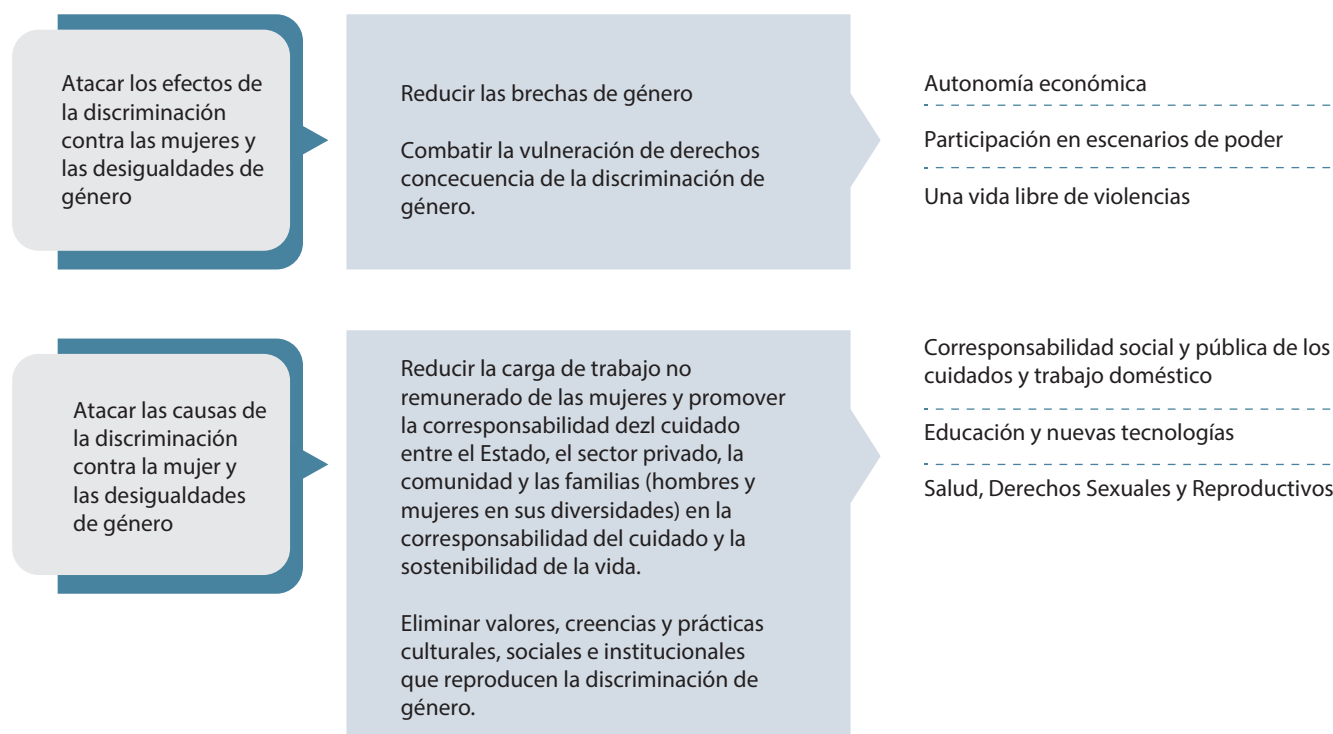 Atacar los efectos de
la discriminación
contra las mujeres y
las desigualdades de
género
Reducir las brechas de género
Combatir la vulneración de derechos
concecuencia de la discriminación de
género.
Autonomía económica
Participación en escenarios de poder
Una vida libre de violencias
Atacar las causas de
la discriminación
contra la mujer y
las desigualdades
de género
Reducir la carga de trabajo no
remunerado de las mujeres y promover
la corresponsabilidad dezl cuidado
entre el Estado, el sector privado, la
comunidad y las familias (hombres y
mujeres en sus diversidades) en la
corresponsabilidad del cuidado y la
sostenibilidad de la vida.
Eliminar valores, creencias y prácticas
culturales, sociales e institucionales
que reproducen la discriminación de
género.
Corresponsabilidad social y pública de los
cuidados y trabajo doméstico
Educación y nuevas tecnologías
Salud, Derechos Sexuales y Reproductivos